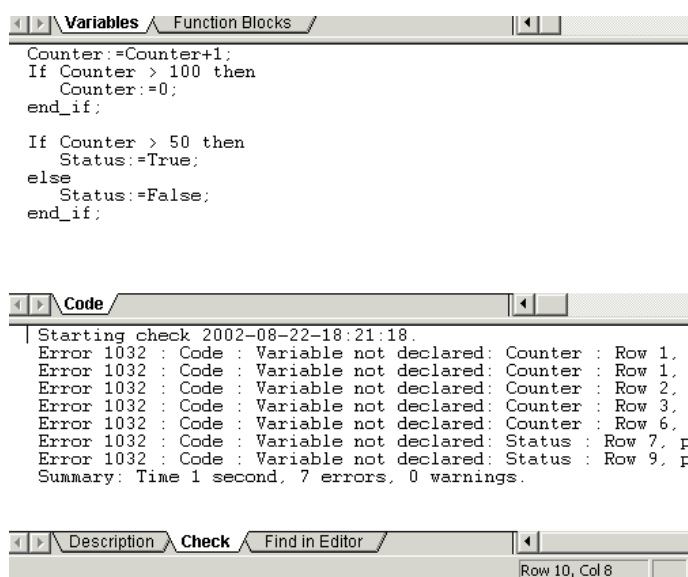 Variables Function Blocks
Counter:=Counter+1;
If Counter > 100 then
Counter:=0;
end_if;
If Counter > 50 then
Status:=True;
else
Status:=False;
end_if;
Code
Starting check 2002-08-22-18:21:18.
Error 1032 : Code : Variable not declared: Counter : Row 1,
Error 1032 : Code : Variable not declared: Counter : Row 1,
Error 1032 : Code : Variable not declared: Counter : Row 2,
Error 1032 : Code : Variable not declared: Counter : Row 3,
Error 1032 : Code : Variable not declared: Counter : Row 6,
Error 1032 : Code : Variable not declared: Status : Row 7, p
Error 1032 : Code : Variable not declared: Status : Row 9, p
Summary: Time 1 second, 7 errors, 0 warnings.
Description Check Find in Editor
Row 10, Col 8